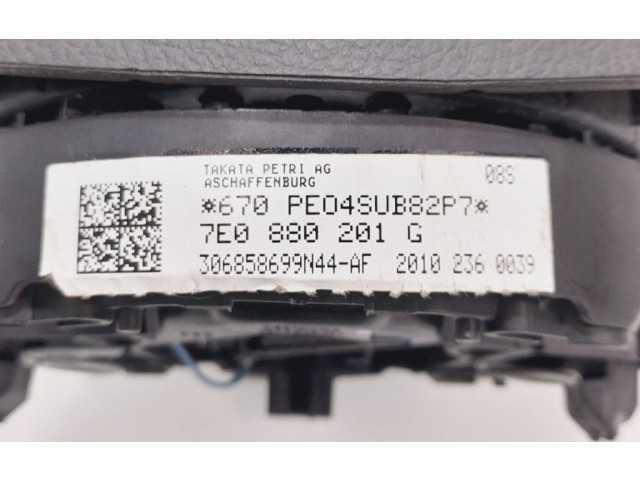 TAKATA PETRI AG
ASCHAFFENBURG
08S
*670 PE04SUB82P7*
7E0 880 201 G
306858699N44-AF 2010 236 0039